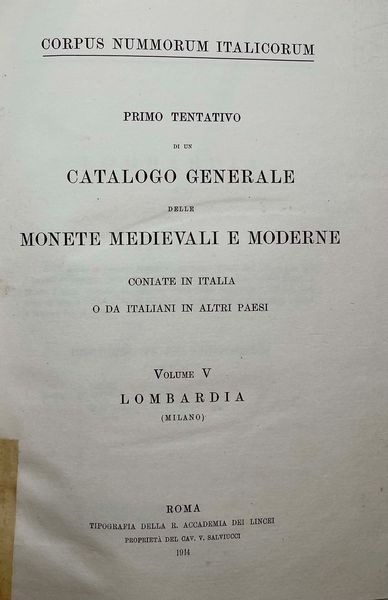 CORPUS NUMMORUM ITALICORUM
PRIMO TENTATIVO
DI UN
CATALOGO GENERALE
DELLE
MONETE MEDIEVALI E MODERNE
CONIATE IN ITALIA
O DA ITALIANI IN ALTRI PAESI
VOLUME V
LOMBARDIA
(MILANO)
ROMA
TIPOGRAFIA DELLA R. ACCADEMIA DEI LINCEI
PROPRIETÀ DEL CAV. V. SALVIUCCI
1914